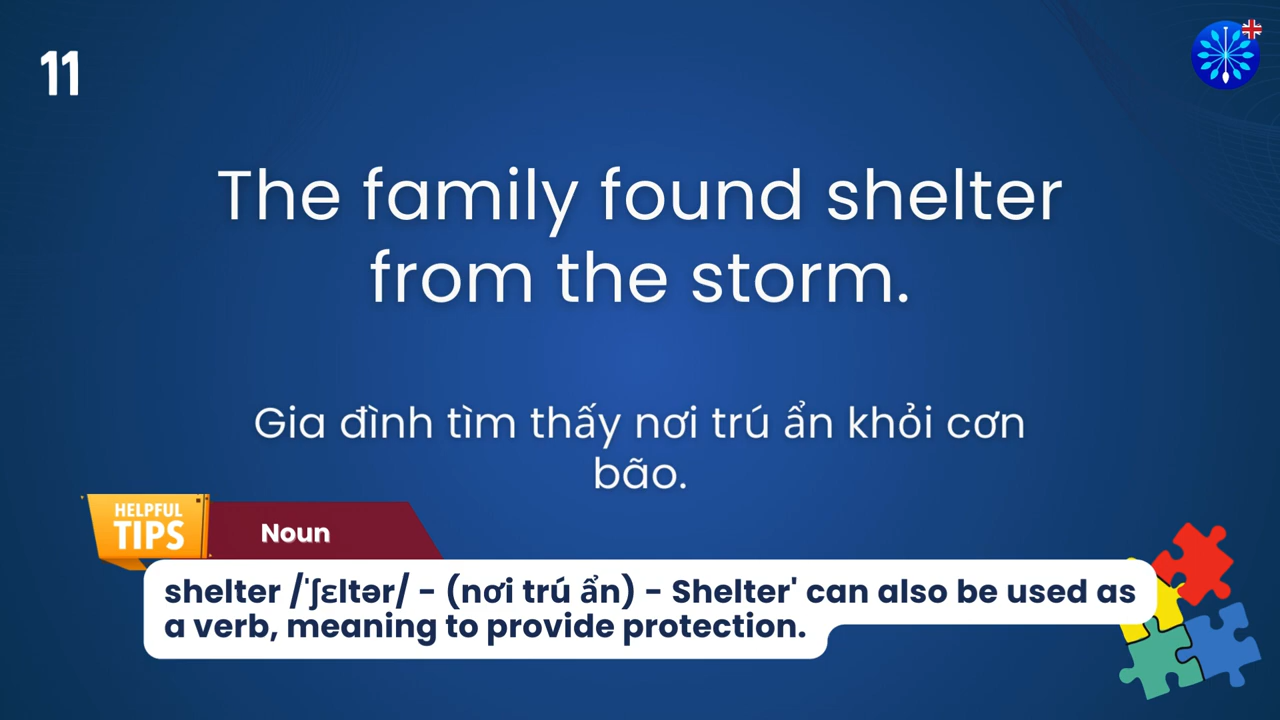 11
The family found shelter
from the storm.
Gia đình tìm thấy nơi trú ẩn khỏi cơn
bão.
HELPFUL
TIPS
Noun
shelter /ˈʃɛltər/ - (nơi trú ẩn) - Shelter' can also be used as
a verb, meaning to provide protection.